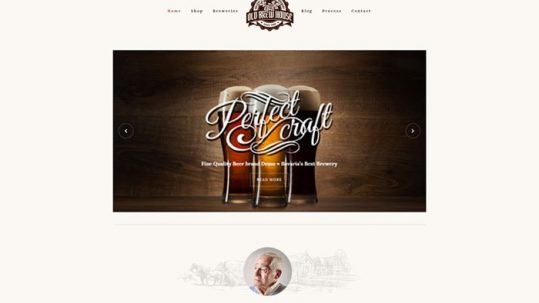 Home Shop Breweries
OLD BREW HOUSE
Blog Process Contact
Perfect
craft
Fine Quality Beer brand Demo • Bavaria's Best Brewery
READ MORE